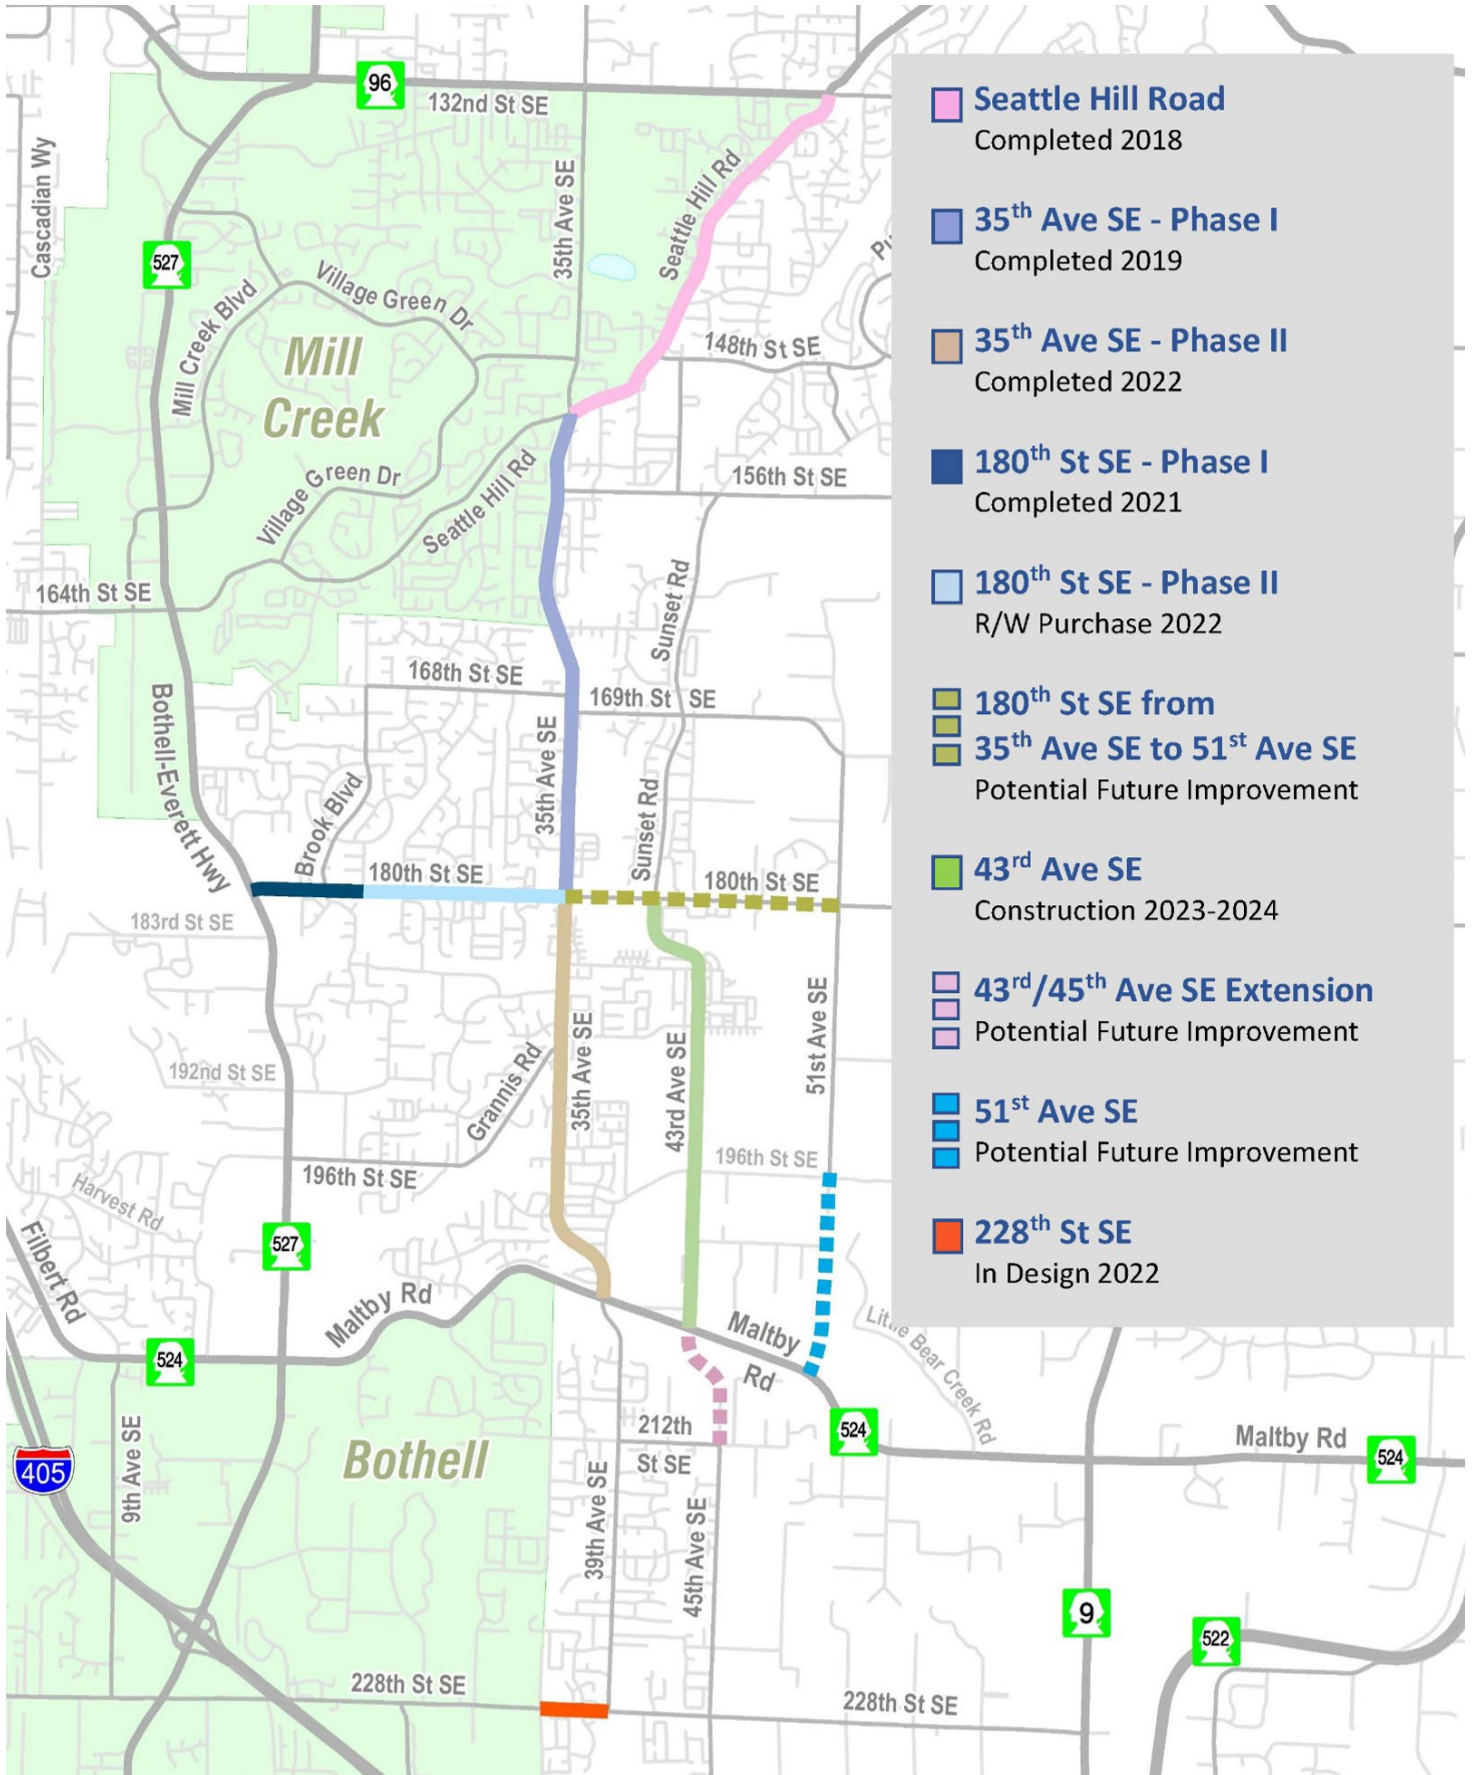 96
132nd St SE
Cascadian Wy
35th Ave SE
Seattle Hill Rd
527
Village Green Dr
Mill Creek Blvd
148th St SE
Mill
Creek
Village Green Dr
Seattle Hill Rd
156th St SE
164th St SE
Sunset Rd
168th St SE
169th St SE
Bothell-Everett Hwy
35th Ave SE
Brook Blvd
Sunset Rd
180th St SE
180th St SE
183rd St SE
51st Ave SE
192nd St SE
Grannis Rd
35th Ave SE
43rd Ave SE
196th St SE
196th St SE
Harvest Rd
Filbert Rd
527
Maltby Rd
Maltby
Rd
Little Bear Creek Rd
524
212th
St SE
524
Maltby Rd
524
Bothell
405
9th Ave SE
39th Ave SE
45th Ave SE
9
522
228th St SE
228th St SE
Seattle Hill Road
Completed 2018
35th Ave SE - Phase I
Completed 2019
35th Ave SE - Phase II
Completed 2022
180th St SE - Phase I
Completed 2021
180th St SE - Phase II
R/W Purchase 2022
180th St SE from
35th Ave SE to 51st Ave SE
Potential Future Improvement
43rd Ave SE
Construction 2023-2024
43rd/45th Ave SE Extension
Potential Future Improvement
51st Ave SE
Potential Future Improvement
228th St SE
In Design 2022